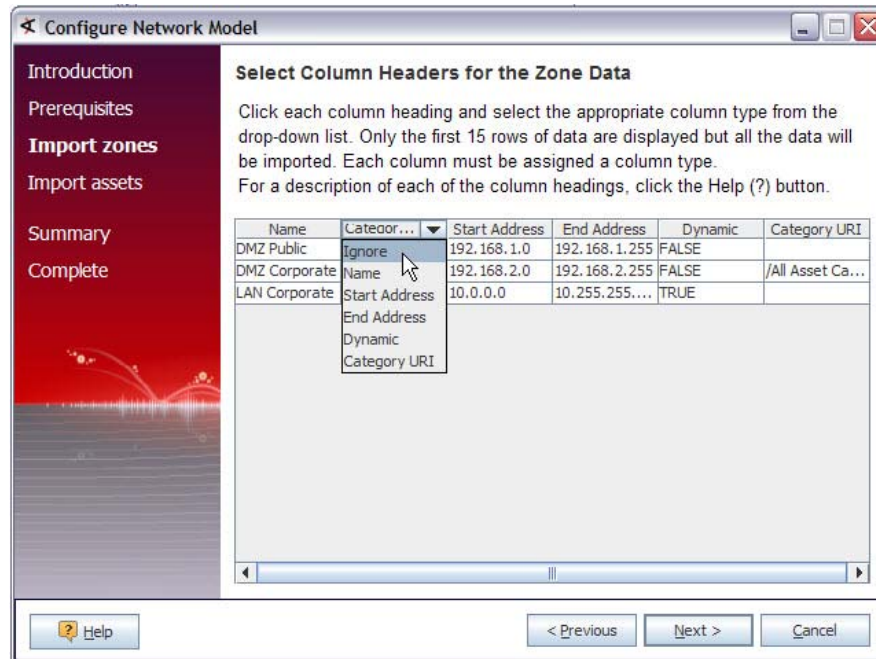 Configure Network Model
Introduction
Prerequisites
Import zones
Import assets
Summary
Complete
Select Column Headers for the Zone Data
Click each column heading and select the appropriate column type from the
drop-down list. Only the first 15 rows of data are displayed but all the data will
be imported. Each column must be assigned a column type.
For a description of each of the column headings, click the Help (?) button.
Name Categor... Start Address End Address Dynamic Category URI
DMZ Public 192.168.1.0 192.168.1.255 FALSE
DMZ Corporate 192.168.2.0 192.168.2.255 FALSE /All Asset Ca...
LAN Corporate 10.0.0.0 10.255.255.... TRUE
Ignore
Name
Start Address
End Address
Dynamic
Category URI
? Help
< Previous
Next >
Cancel